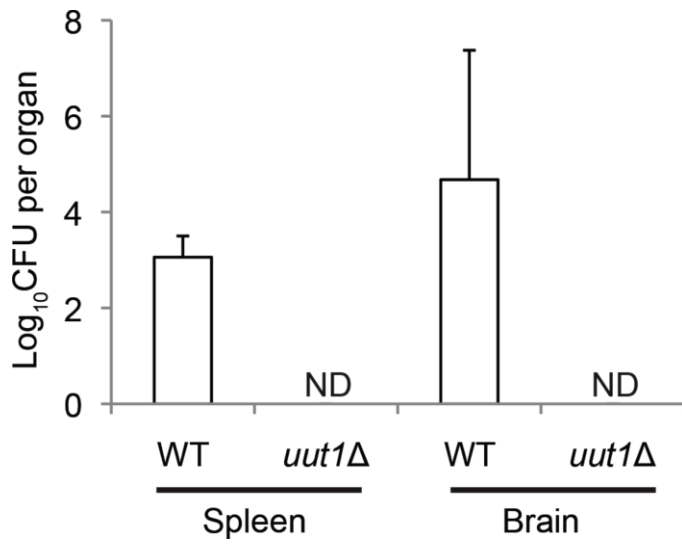 Log₁₀CFU per organ
8
6
4
2
0
ND
ND
WT
uut1Δ
WT
uut1Δ
Spleen
Brain